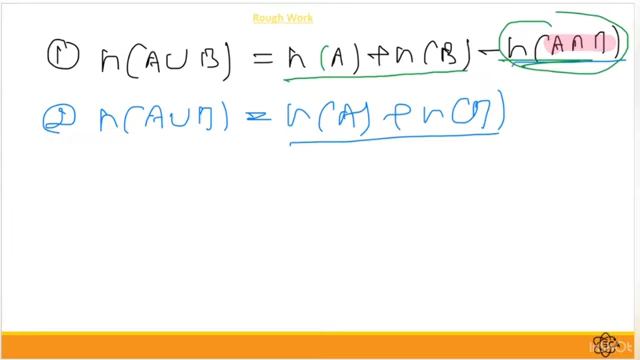 Rough Work
① n(A∪B) = n(A)+n(B)-n(A∩B)
② n(A∪B) = n(A)+n(B)